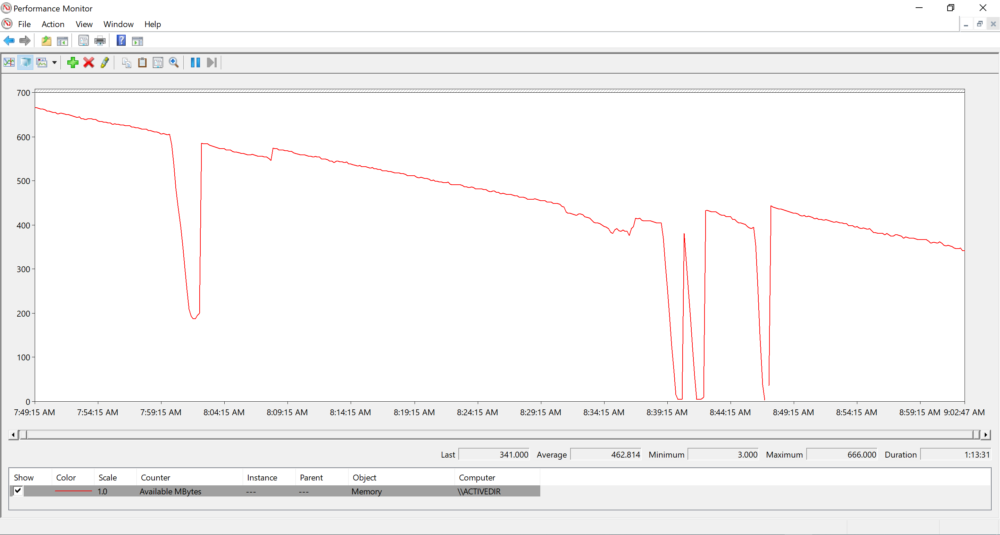 Performance Monitor
File Action View Window Help
700
600
500
400
300
200
100
0
7:49:15 AM 7:54:15 AM 7:59:15 AM 8:04:15 AM 8:09:15 AM 8:14:15 AM 8:19:15 AM 8:24:15 AM 8:29:15 AM 8:34:15 AM 8:39:15 AM 8:44:15 AM 8:49:15 AM 8:54:15 AM 8:59:15 AM 9:02:47 AM
Last 341.000 Average 462.814 Minimum 3.000 Maximum 666.000 Duration 1:13:31
Show Color Scale Counter Instance Parent Object Computer
1.0 Available MBytes --- --- Memory \\ACTIVEDIR